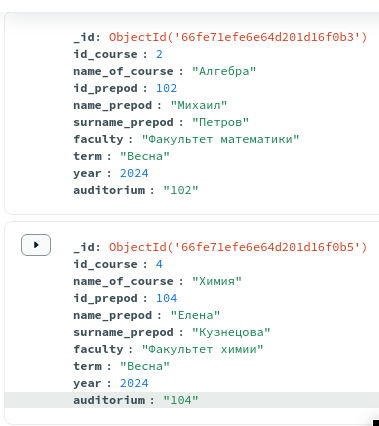 _id: ObjectId('66fe71efe6e64d201d16f0b3')
id_course : 2
name_of_course : "Алгебра"
id_prepod : 102
name_prepod : "Михаил"
surname_prepod : "Петров"
faculty : "Факультет математики"
term : "Весна"
year : 2024
auditorium : "102"
_id: ObjectId('66fe71efe6e64d201d16f0b5')
id_course : 4
name_of_course : "Химия"
id_prepod : 104
name_prepod : "Елена"
surname_prepod : "Кузнецова"
faculty : "Факультет химии"
term : "Весна"
year : 2024
auditorium : "104"